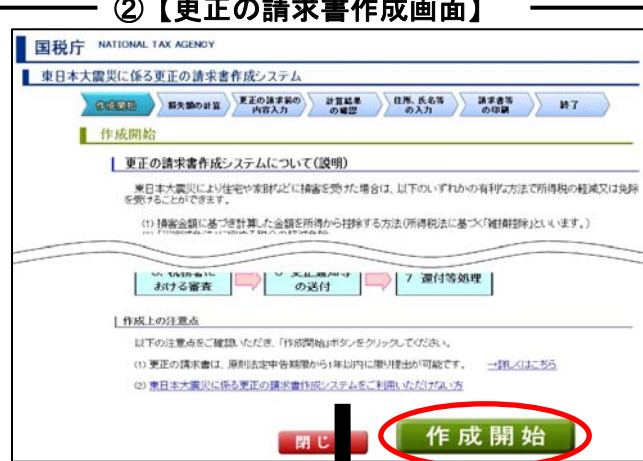 ②【更正の請求書作成画面】
国税庁 NATIONAL TAX AGENCY
東日本大震災に係る更正の請求書作成システム
作成開始 損失額の計算 更正の請求前の内容入力 計算結果の確認 住所、氏名等の入力 請求書等の印刷 終了
作成開始
更正の請求書作成システムについて(説明)
東日本大震災により住宅や家財などに損害を受けた場合は、以下のいずれかの有利な方法で所得税の軽減又は免除
を受けることができます。
(1) 損害金額に基づき計算した金額を所得から控除する方法(所得税法に基づく「雑損控除」といいます。)
おける審査 の送付 7 還付等処理
作成上の注意点
以下の注意点をご確認いただき、「作成開始」ボタンをクリックしてください。
(1) 更正の請求書は、原則法定申告期限から1年以内に限り提出が可能です。 →詳しくはこちら
(2) 東日本大震災に係る更正の請求書作成システムをご利用いただけない方
閉じ 作成開始